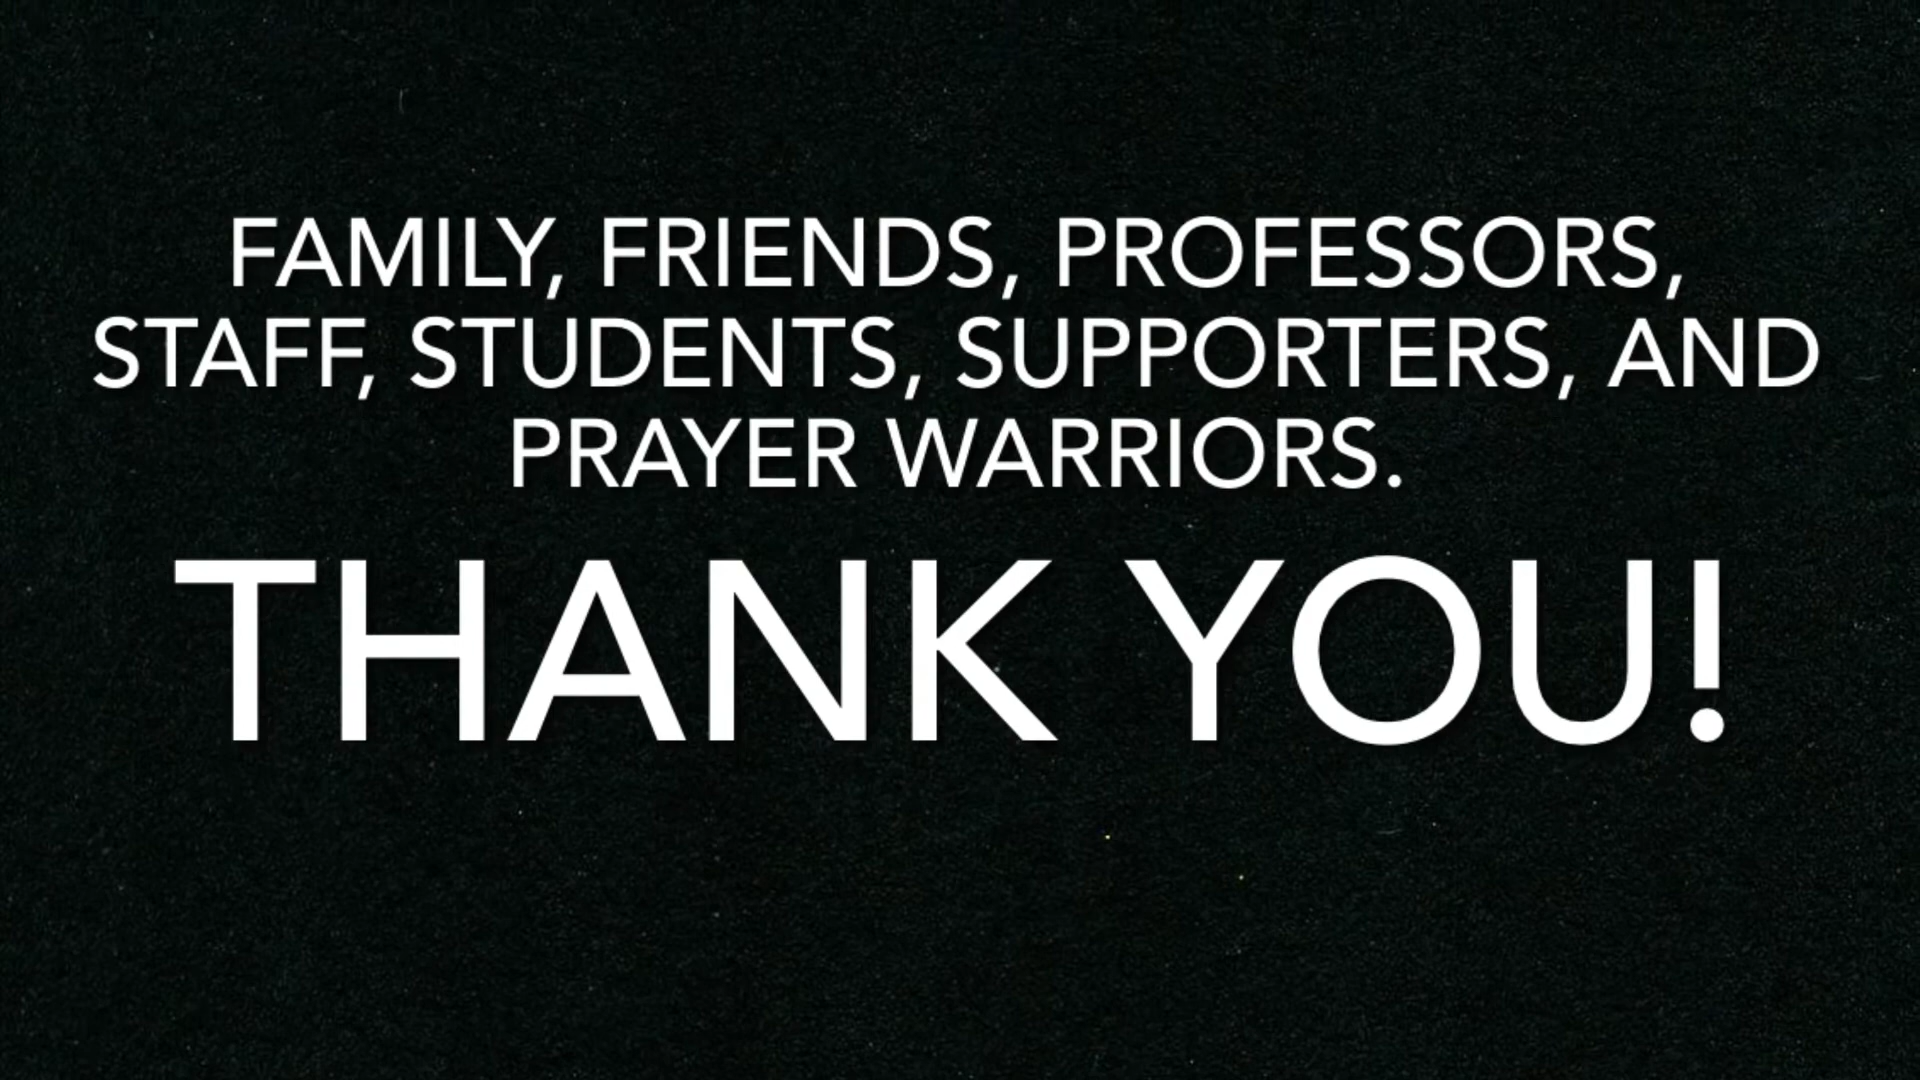 FAMILY, FRIENDS, PROFESSORS,
STAFF, STUDENTS, SUPPORTERS, AND
PRAYER WARRIORS.
THANK YOU!